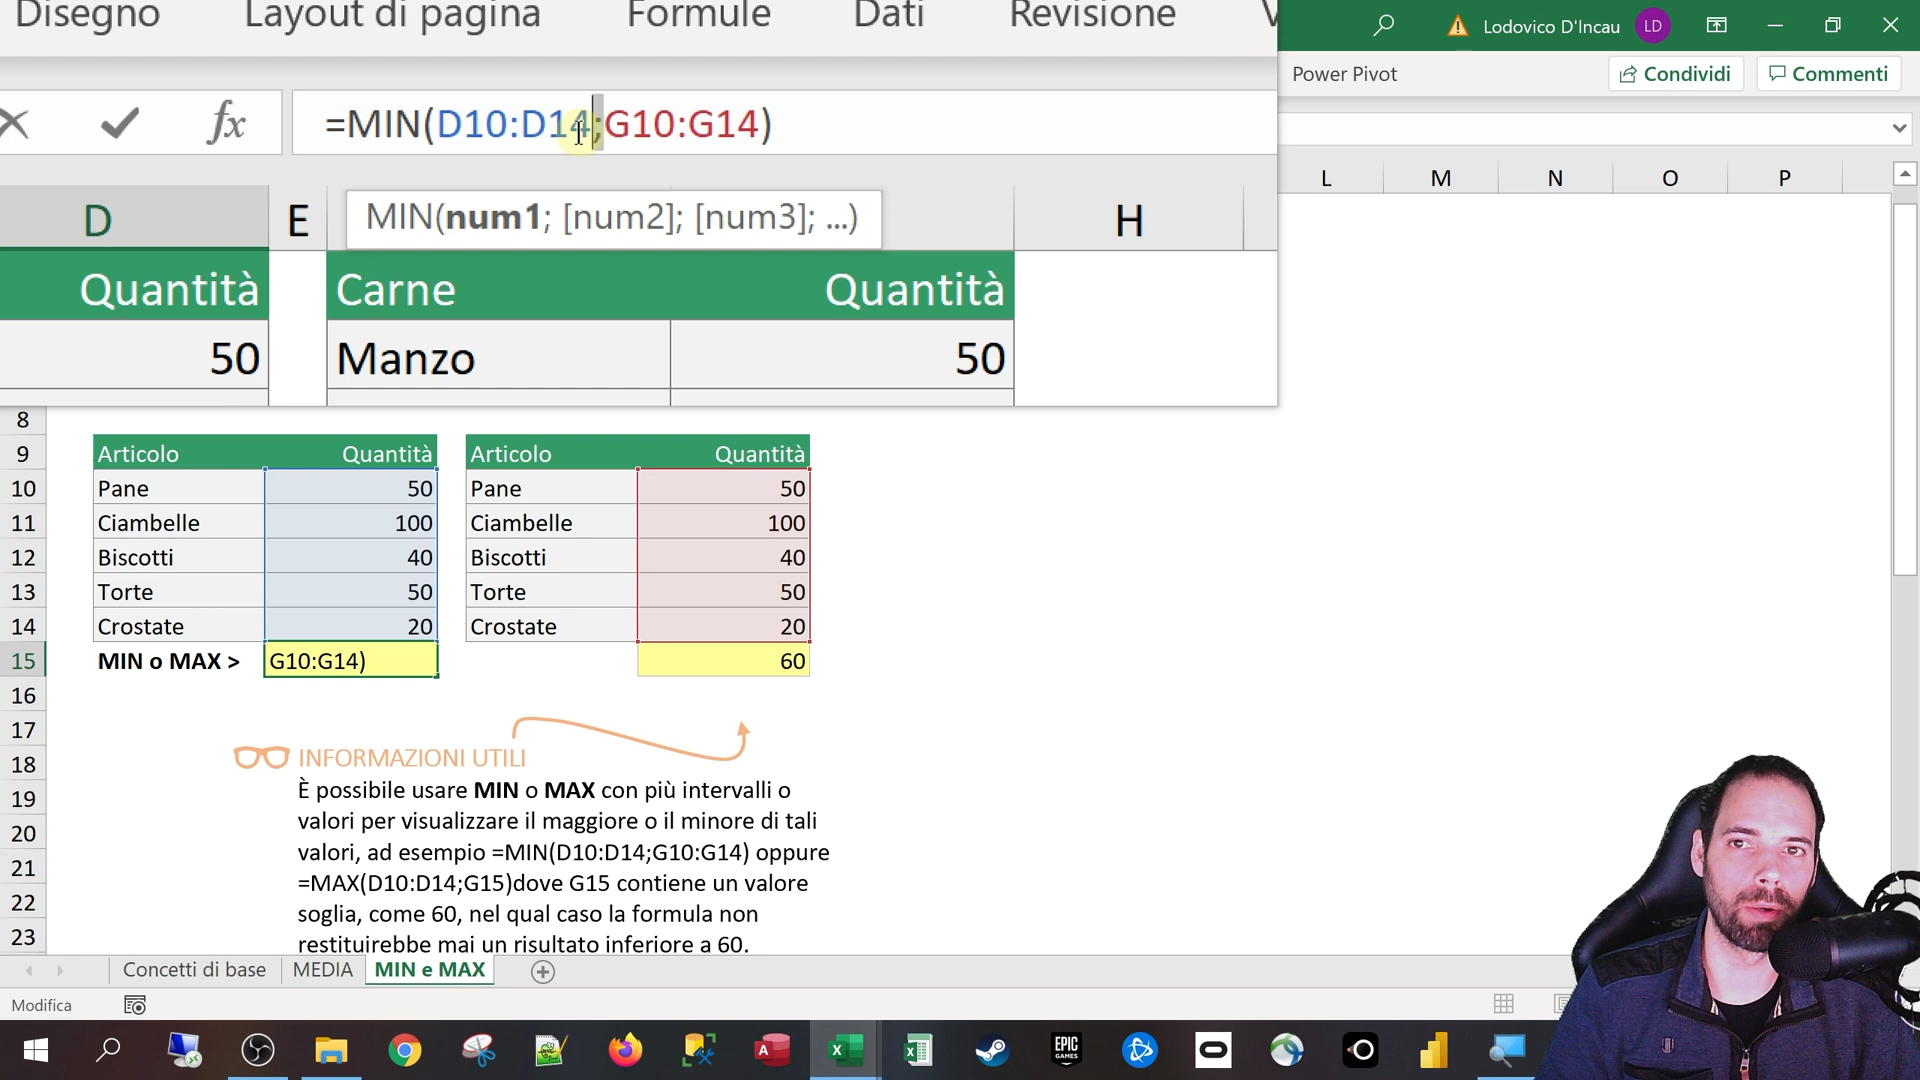 Disegno Layout di pagina Formule Dati Revisione
Lodovico D'Incau LD
Power Pivot Condividi Commenti
fx =MIN(D10:D14;G10:G14)
MIN(num1; [num2]; [num3]; ...)
D E H
Quantità Carne Quantità
50 Manzo 50
L M N O P
8
9 Articolo Quantità Articolo Quantità
10 Pane 50 Pane 50
11 Ciambelle 100 Ciambelle 100
12 Biscotti 40 Biscotti 40
13 Torte 50 Torte 50
14 Crostate 20 Crostate 20
15 MIN o MAX > G10:G14) 60
16
17
18 INFORMAZIONI UTILI
È possibile usare MIN o MAX con più intervalli o
19 valori per visualizzare il maggiore o il minore di tali
20 valori, ad esempio =MIN(D10:D14;G10:G14) oppure
21 =MAX(D10:D14;G15)dove G15 contiene un valore
22 soglia, come 60, nel qual caso la formula non
23 restituirebbe mai un risultato inferiore a 60.
Concetti di base MEDIA MIN e MAX
Modifica
EPIC
GAMES